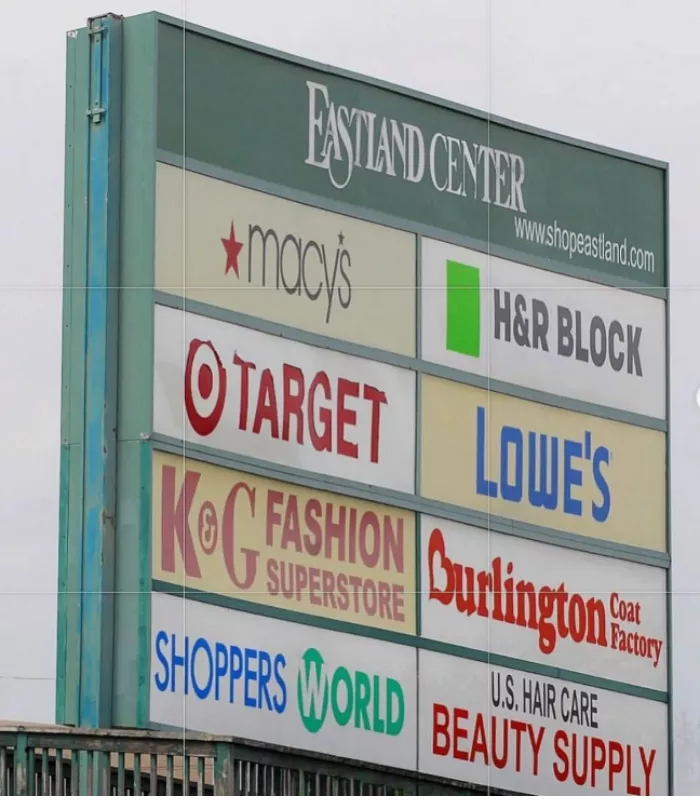 EASTLAND CENTER
www.shopeastland.com
macy's
H&R BLOCK
TARGET
LOWE'S
K&G FASHION
SUPERSTORE
Burlington Coat
Factory
SHOPPERS WORLD
U.S. HAIR CARE
BEAUTY SUPPLY